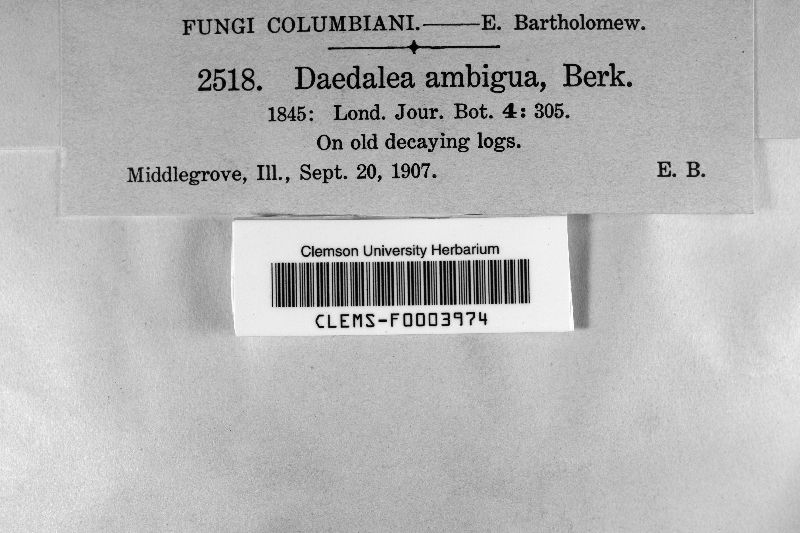 FUNGI COLUMBIANI.——E. Bartholomew.
2518. Daedalea ambigua, Berk.
1845: Lond. Jour. Bot. 4: 305.
On old decaying logs.
Middlegrove, Ill., Sept. 20, 1907. E. B.
Clemson University Herbarium
CLEMS-F0003974